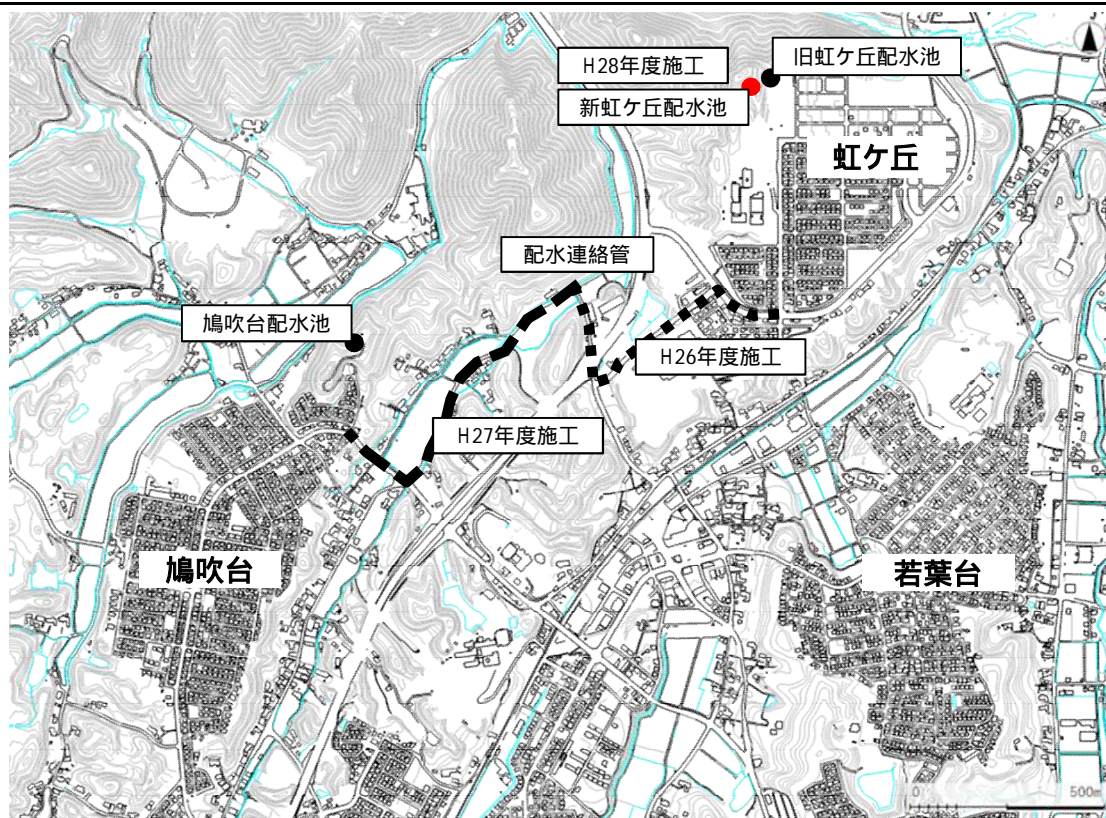 H28年度施工
旧虹ケ丘配水池
新虹ケ丘配水池
虹ケ丘
配水連絡管
鳩吹台配水池
H26年度施工
H27年度施工
鳩吹台
若葉台
0
500m